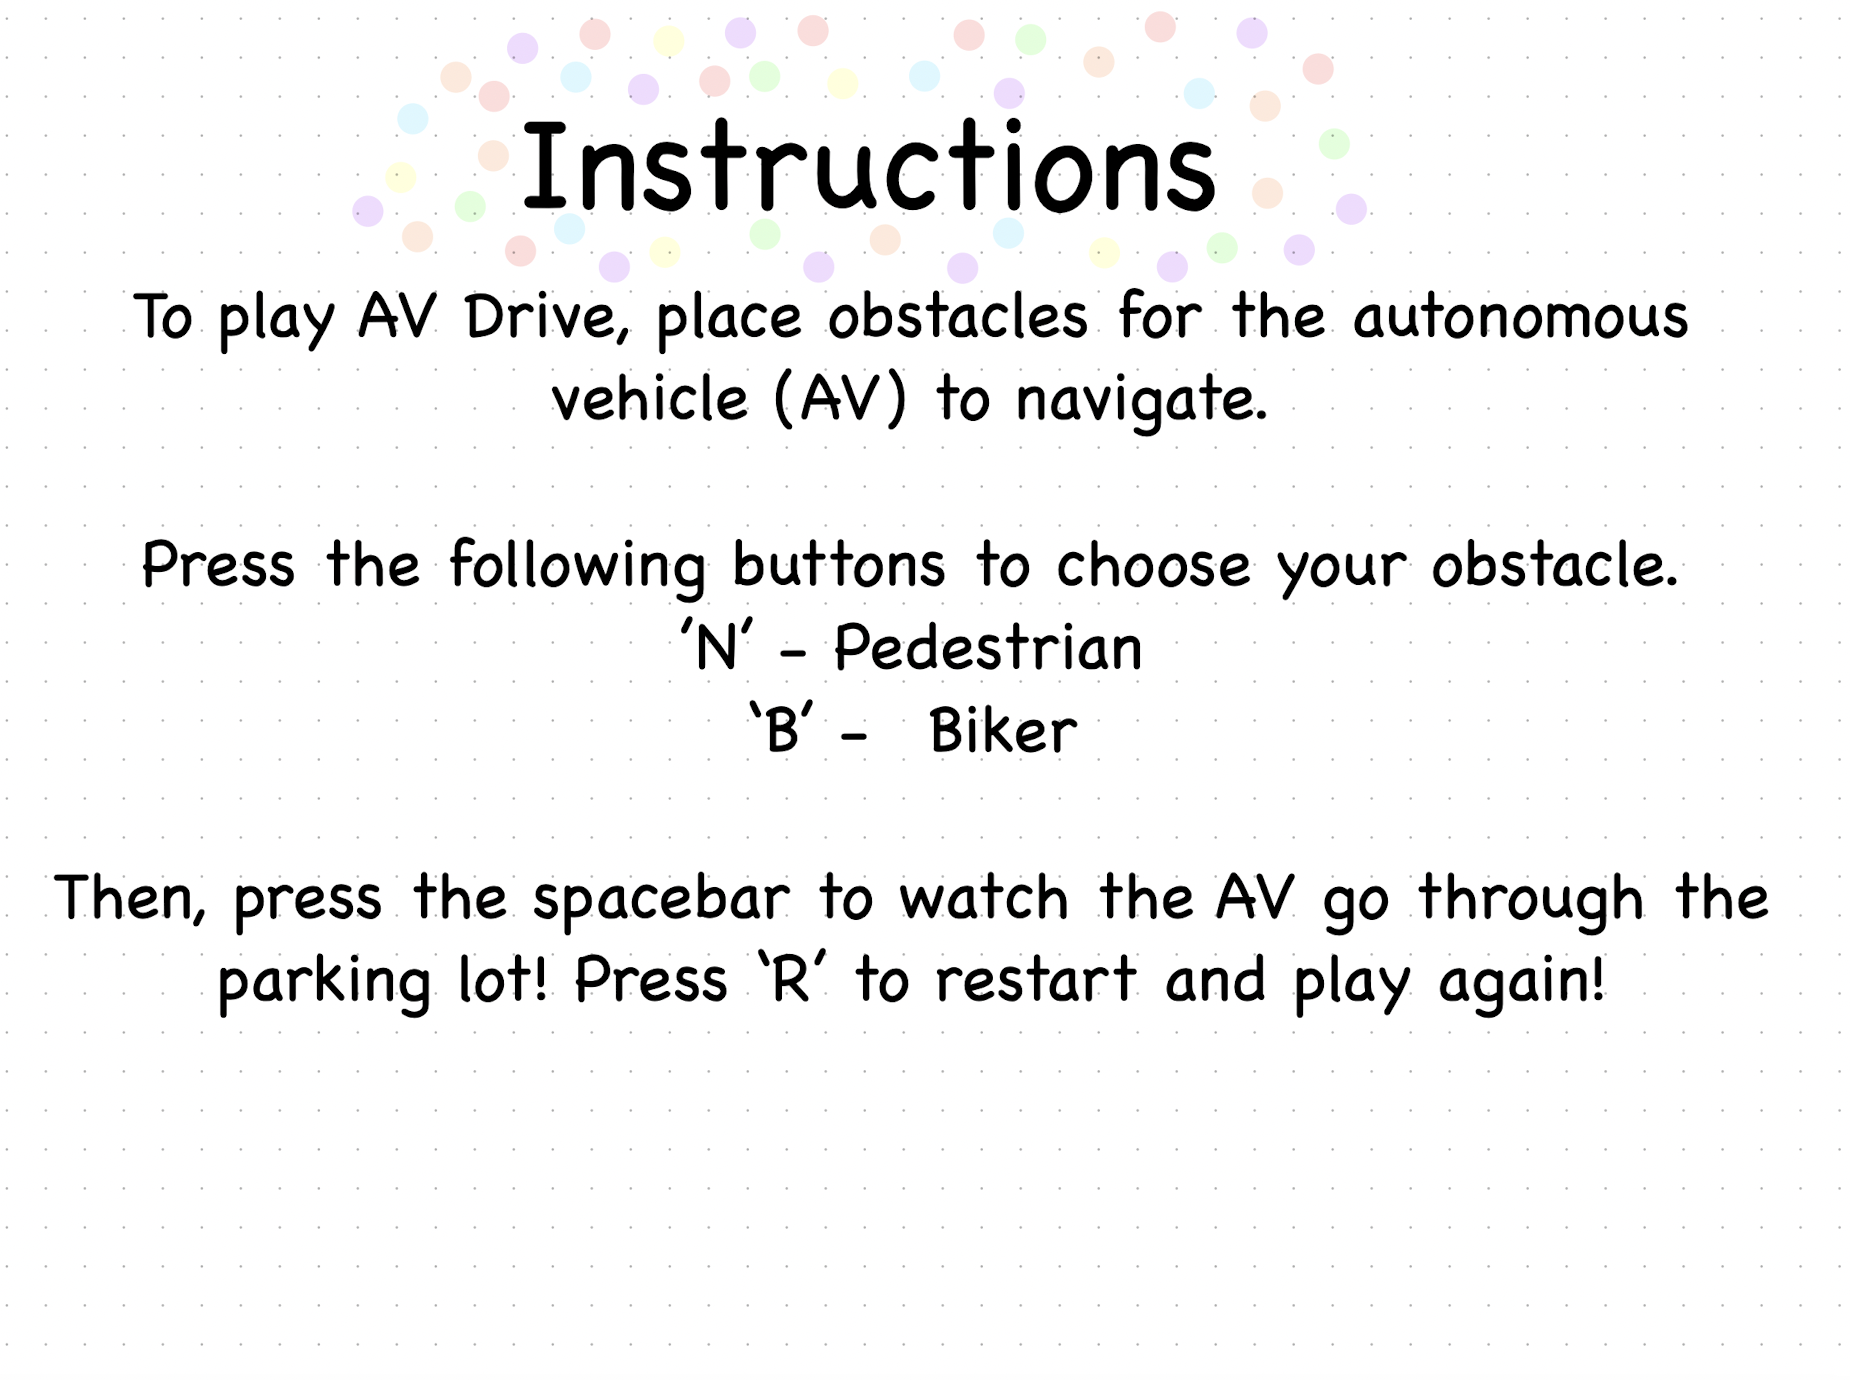 Instructions
To play AV Drive, place obstacles for the autonomous
vehicle (AV) to navigate.
Press the following buttons to choose your obstacle.
’N’ - Pedestrian
‘B’ -  Biker
Then, press the spacebar to watch the AV go through the
parking lot! Press ‘R’ to restart and play again!